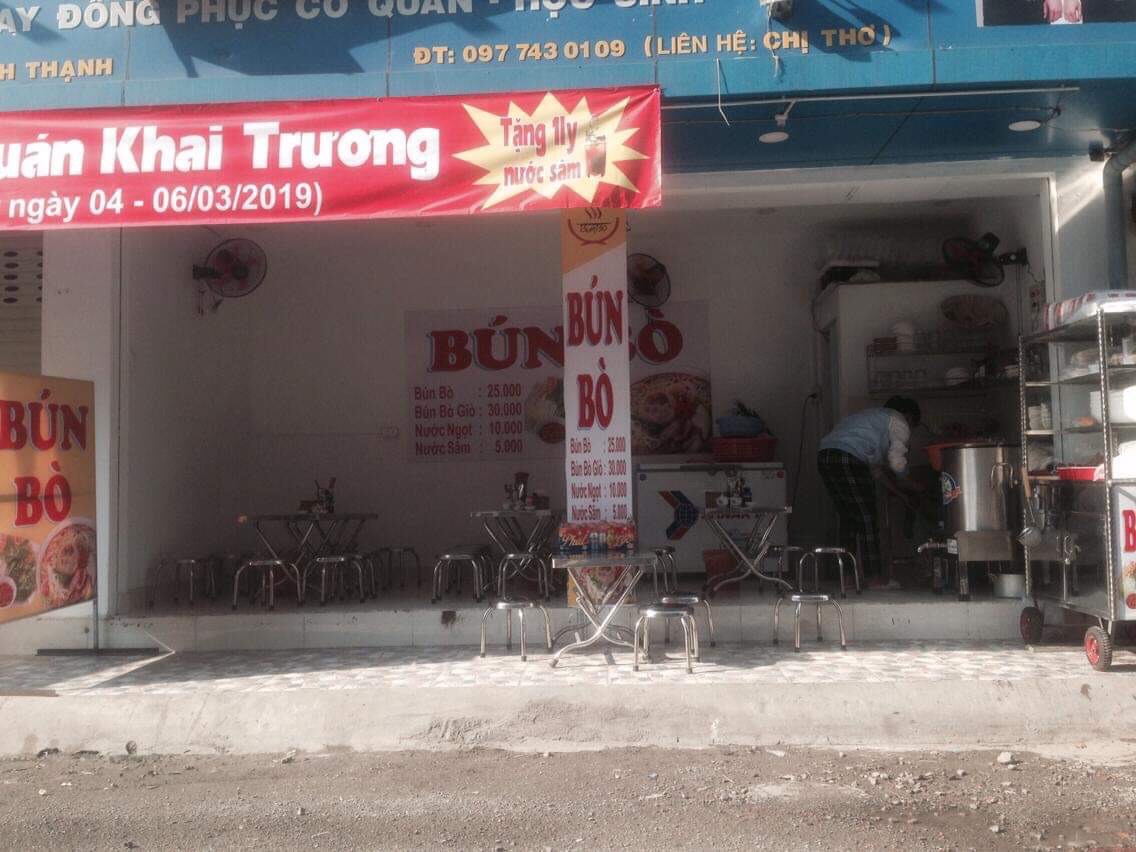 AY ĐỒNG PHỤC CƠ QUAN - HỌC SINH
H THẠNH
ĐT: 097 743 0109 (LIÊN HỆ: CHỊ THƠ)
uán Khai Trương
ngày 04 - 06/03/2019)
Tặng 1ly
nước sâm
BÚN
BÒ
Bún Bò : 25.000
Bún Bò Giò : 30.000
Nước Ngọt : 10.000
Nước Sâm : 5.000
BÚN BÒ
Bún Bò : 25.000
Bún Bò Giò : 30.000
Nước Ngọt : 10.000
Nước Sâm : 5.000
BÚN
BÒ